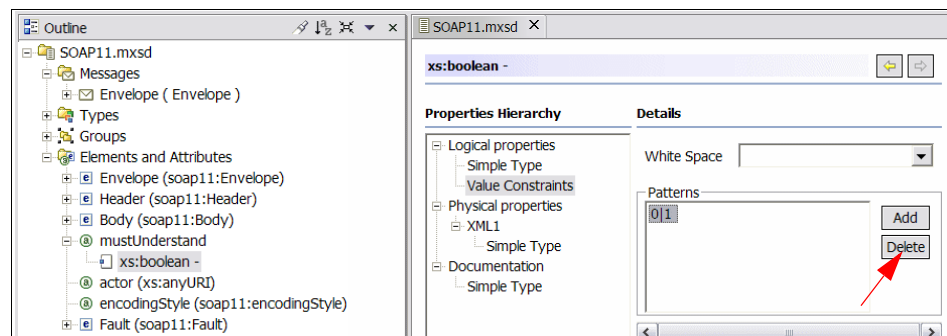 Outline
SOAP11.mxsd
Messages
Envelope ( Envelope )
Types
Groups
Elements and Attributes
Envelope (soap11:Envelope)
Header (soap11:Header)
Body (soap11:Body)
mustUnderstand
xs:boolean -
actor (xs:anyURI)
encodingStyle (soap11:encodingStyle)
Fault (soap11:Fault)
SOAP11.mxsd
xs:boolean -
Properties Hierarchy
Logical properties
Simple Type
Value Constraints
Physical properties
XML1
Simple Type
Documentation
Simple Type
Details
White Space
Patterns
0|1
Add
Delete